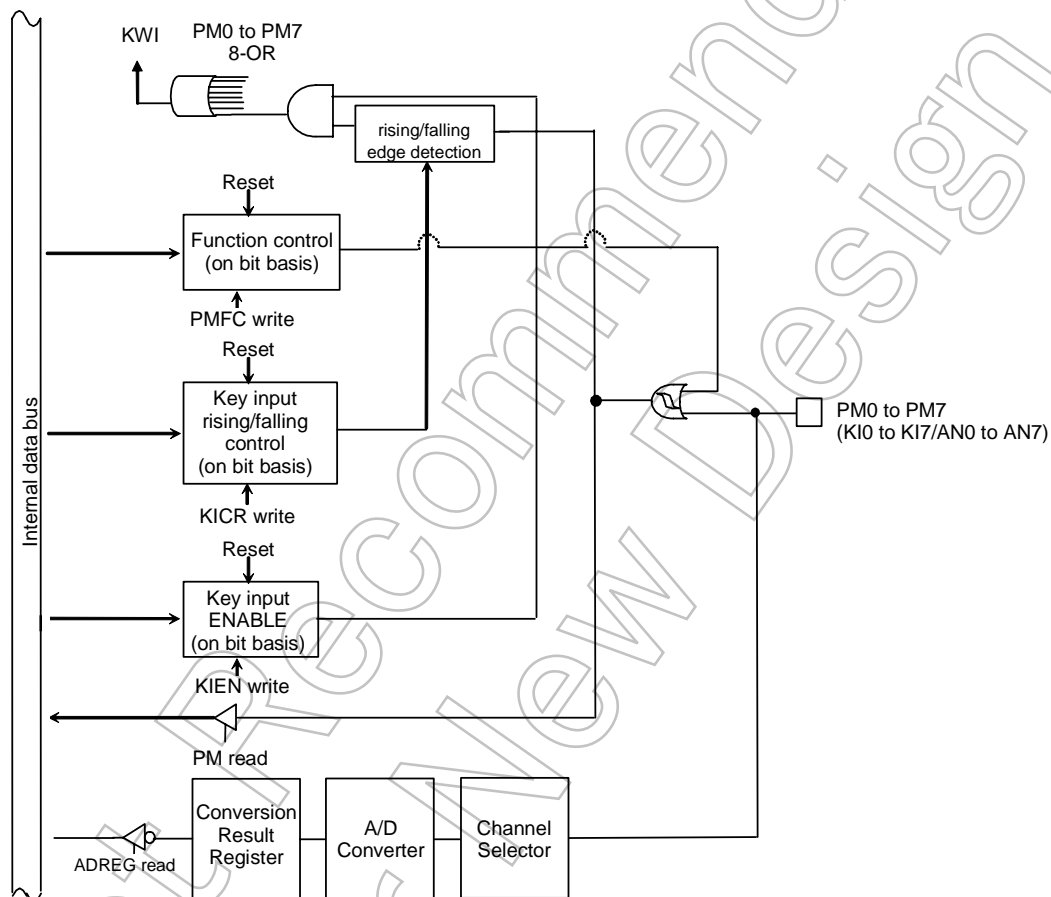 KWI
PM0 to PM7
8-OR
rising/falling
edge detection
Reset
Function control
(on bit basis)
PMFC write
Reset
Key input
rising/falling
control
(on bit basis)
KICR write
PM0 to PM7
(KI0 to KI7/AN0 to AN7)
Internal data bus
Reset
Key input
ENABLE
(on bit basis)
KIEN write
PM read
Conversion
Result
Register
A/D
Converter
Channel
Selector
ADREG read
Recommend
New Design